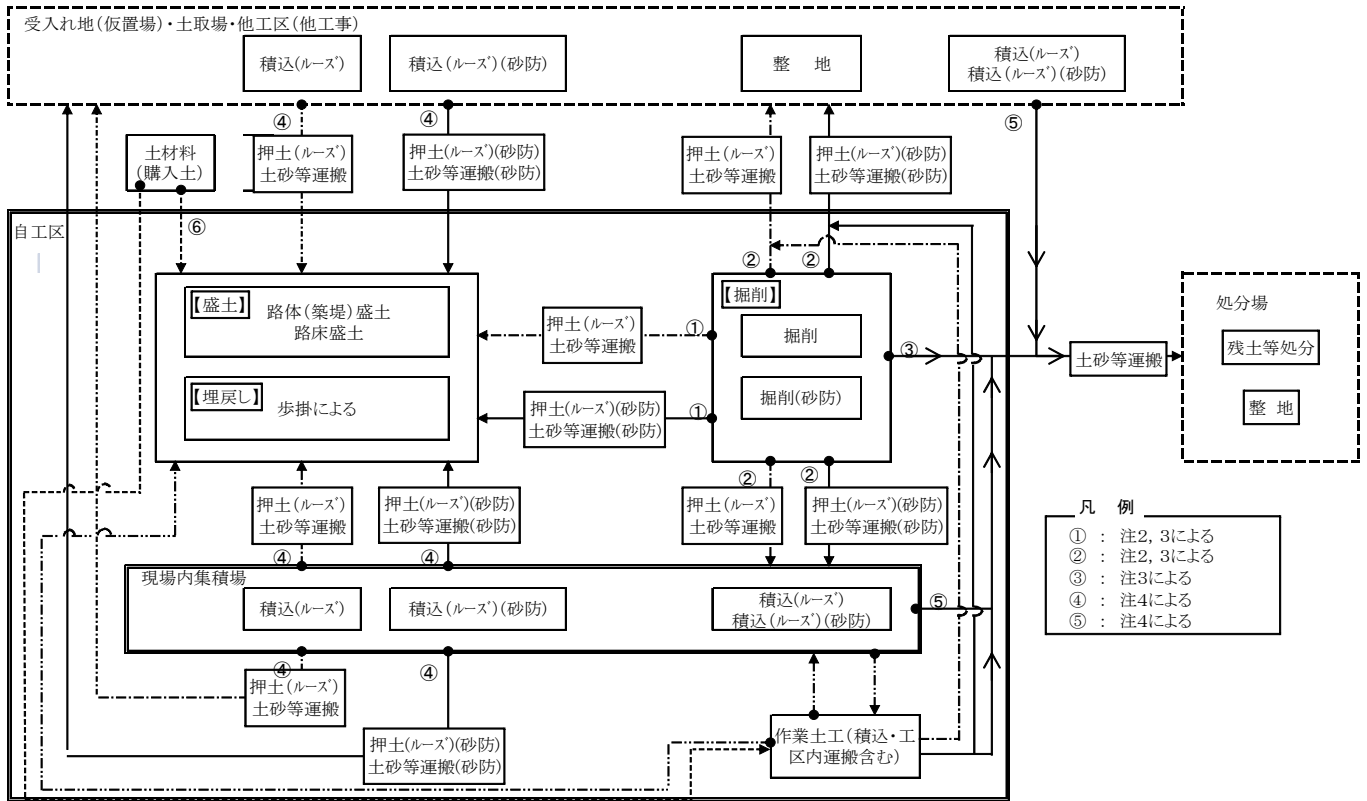 受入れ地(仮置場)・土取場・他工区(他工事)
積込(ﾙｰｽﾞ)
積込(ﾙｰｽﾞ)(砂防)
整 地
積込(ﾙｰｽﾞ)
積込(ﾙｰｽﾞ)(砂防)
④
④
⑤
土材料
(購入土)
押土(ﾙｰｽﾞ)
土砂等運搬
押土(ﾙｰｽﾞ)(砂防)
土砂等運搬(砂防)
押土(ﾙｰｽﾞ)
土砂等運搬
押土(ﾙｰｽﾞ)(砂防)
土砂等運搬(砂防)
自工区
⑥
②
②
【盛土】
路体(築堤)盛土
路床盛土
【埋戻し】
歩掛による
①
押土(ﾙｰｽﾞ)
土砂等運搬
①
押土(ﾙｰｽﾞ)(砂防)
土砂等運搬(砂防)
【掘削】
掘削
掘削(砂防)
③
土砂等運搬
処分場
残土等処分
整 地
②
②
押土(ﾙｰｽﾞ)
土砂等運搬
押土(ﾙｰｽﾞ)(砂防)
土砂等運搬(砂防)
押土(ﾙｰｽﾞ)
土砂等運搬
押土(ﾙｰｽﾞ)(砂防)
土砂等運搬(砂防)
④
④
現場内集積場
積込(ﾙｰｽﾞ)
積込(ﾙｰｽﾞ)(砂防)
積込(ﾙｰｽﾞ)
積込(ﾙｰｽﾞ)(砂防)
⑤
④
④
押土(ﾙｰｽﾞ)
土砂等運搬
押土(ﾙｰｽﾞ)(砂防)
土砂等運搬(砂防)
作業土工(積込・工
区内運搬含む)
凡 例
① : 注2, 3による
② : 注2, 3による
③ : 注3による
④ : 注4による
⑤ : 注4による